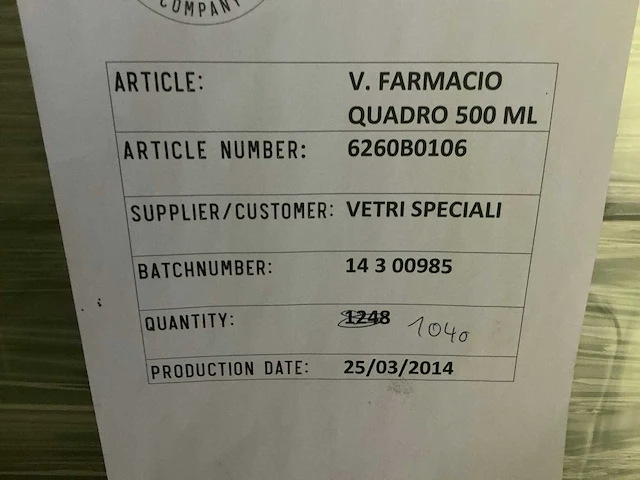 COMPANY
ARTICLE: V. FARMACIO
QUADRO 500 ML
ARTICLE NUMBER: 6260B0106
SUPPLIER/CUSTOMER: VETRI SPECIALI
BATCHNUMBER: 14 3 00985
QUANTITY: 1248 1040
PRODUCTION DATE: 25/03/2014